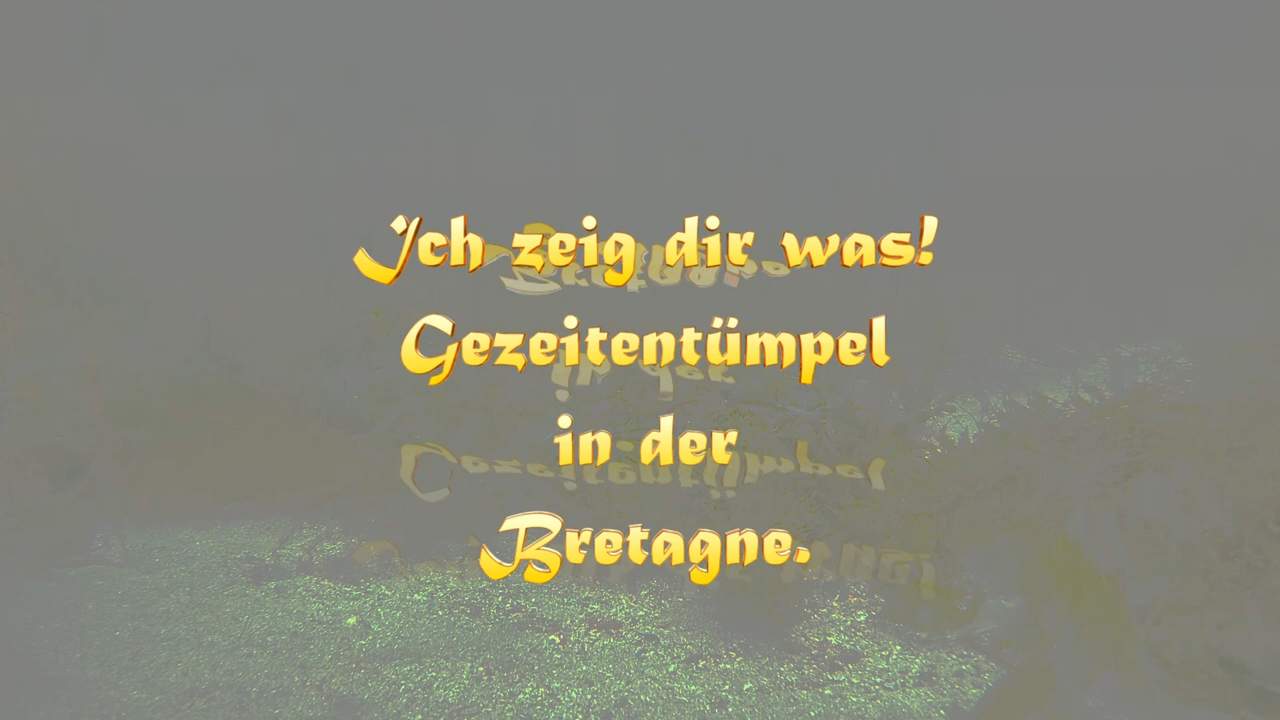 Ich zeig dir was!
Gezeitentümpel
in der
Bretagne.